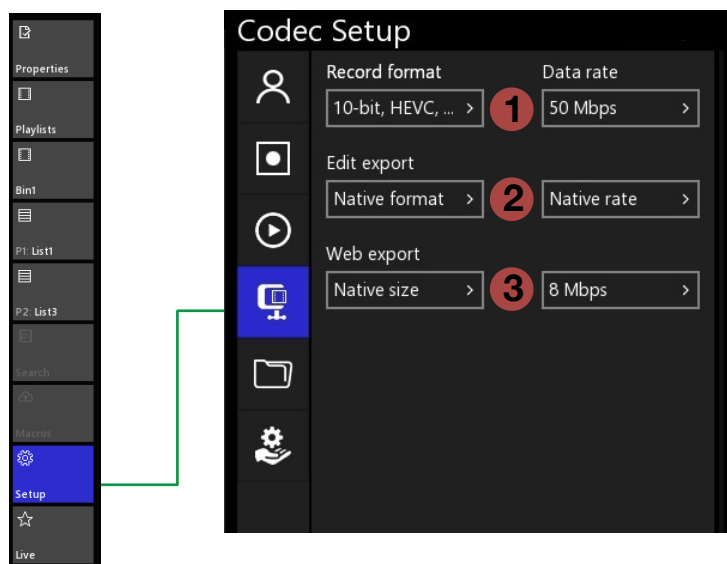 Properties
Playlists
Bin1
P1: List1
P2: List3
Search
Macros
Setup
Live
Codec Setup
Record format
Data rate
10-bit, HEVC, ... >
1
50 Mbps >
Edit export
Native format >
2
Native rate >
Web export
Native size >
3
8 Mbps >